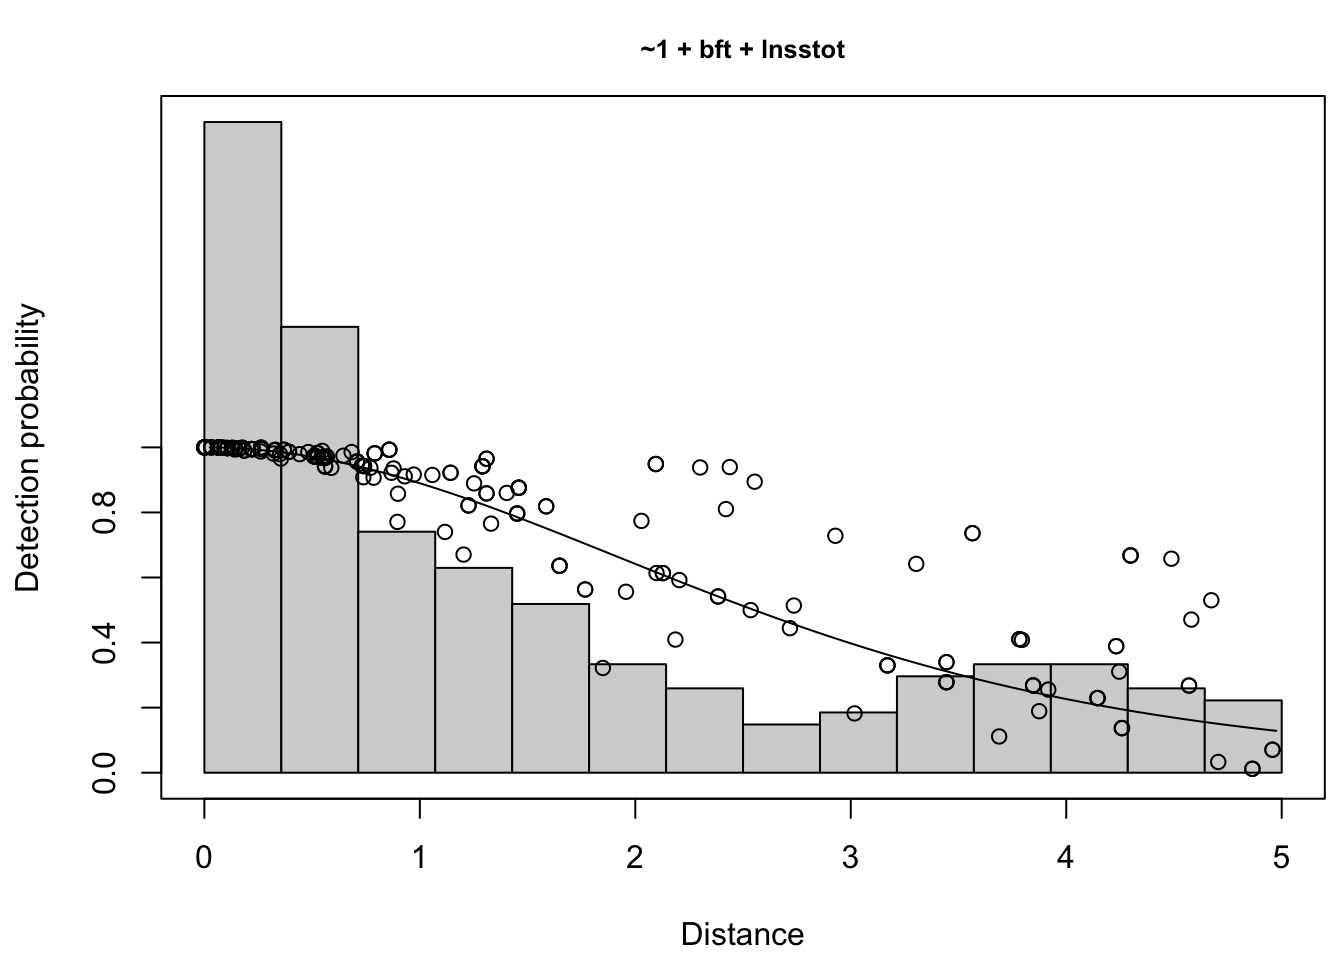 ~1 + bft + lnsstot
Detection probability
0.8
0.4
0.0
0 1 2 3 4 5
Distance